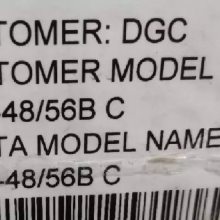 TOMER: DGC
TOMER MODEL
-48/56B C
TA MODEL NAME
-48/56B C